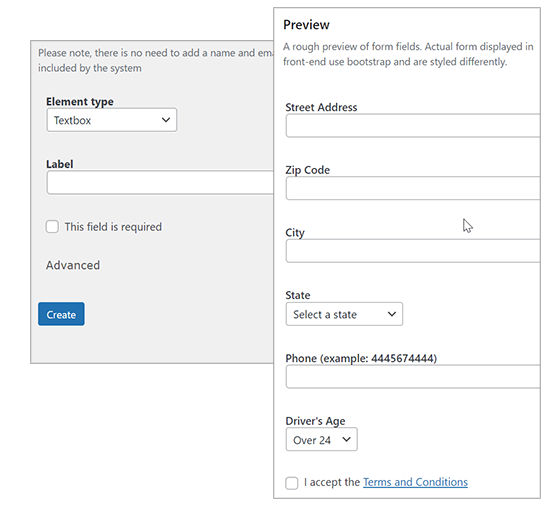 Please note, there is no need to add a name and
included by the system
Element type
Textbox
Label
This field is required
Advanced
Create
Preview
A rough preview of form fields. Actual form displayed in
front-end use bootstrap and are styled differently.
Street Address
Zip Code
City
State
Select a state
Phone (example: 4445674444)
Driver's Age
Over 24
I accept the Terms and Conditions